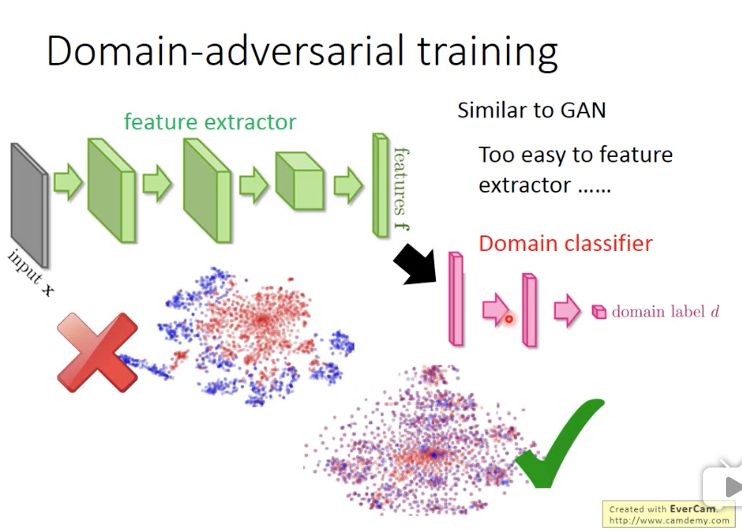 Domain-adversarial training
feature extractor
Similar to GAN
Too easy to feature
extractor ……
features f
input x
Domain classifier
domain label d
Created with EverCam.
http://www.camdemy.com